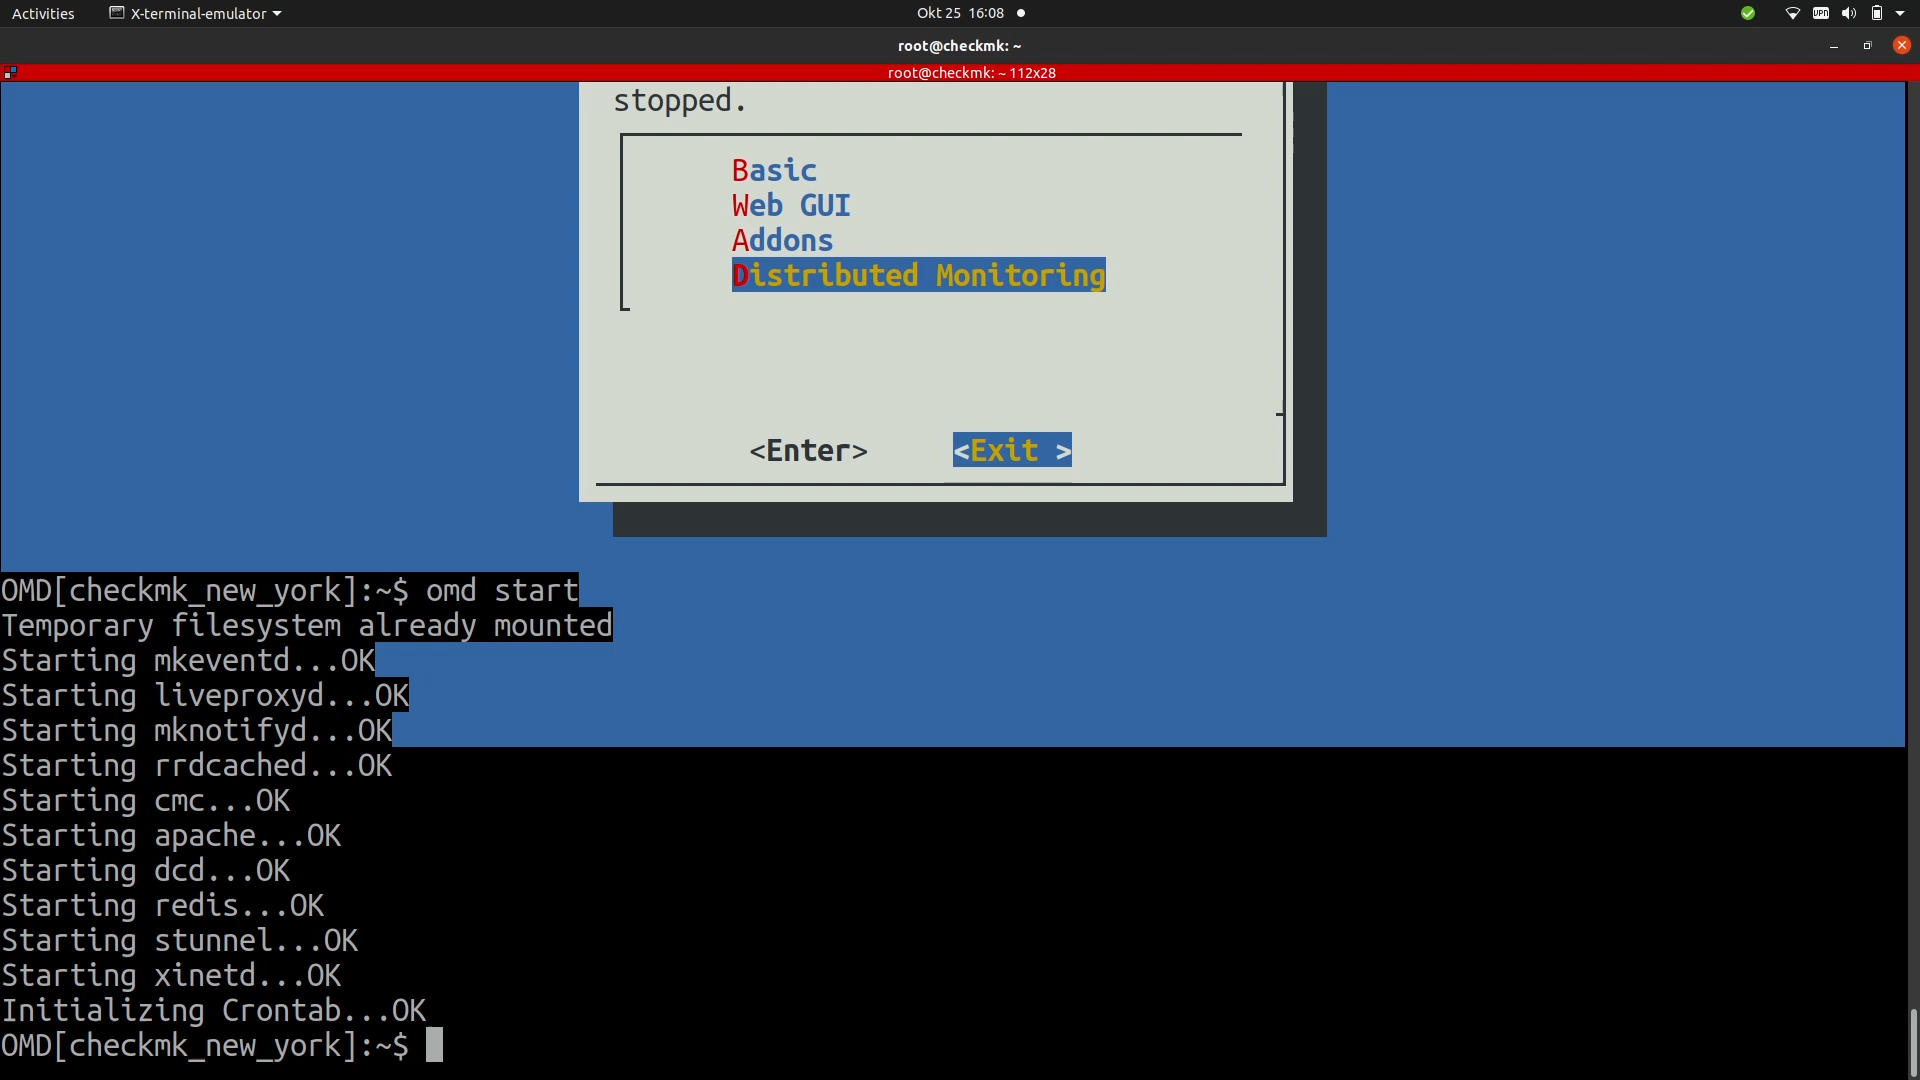 Activities X-terminal-emulator Okt 25 16:08 VPN
root@checkmk: ~
root@checkmk: ~ 112x28
stopped.
Basic
Web GUI
Addons
Distributed Monitoring
<Enter> <Exit >
OMD[checkmk_new_york]:~$ omd start
Temporary filesystem already mounted
Starting mkeventd...OK
Starting liveproxyd...OK
Starting mknotifyd...OK
Starting rrdcached...OK
Starting cmc...OK
Starting apache...OK
Starting dcd...OK
Starting redis...OK
Starting stunnel...OK
Starting xinetd...OK
Initializing Crontab...OK
OMD[checkmk_new_york]:~$